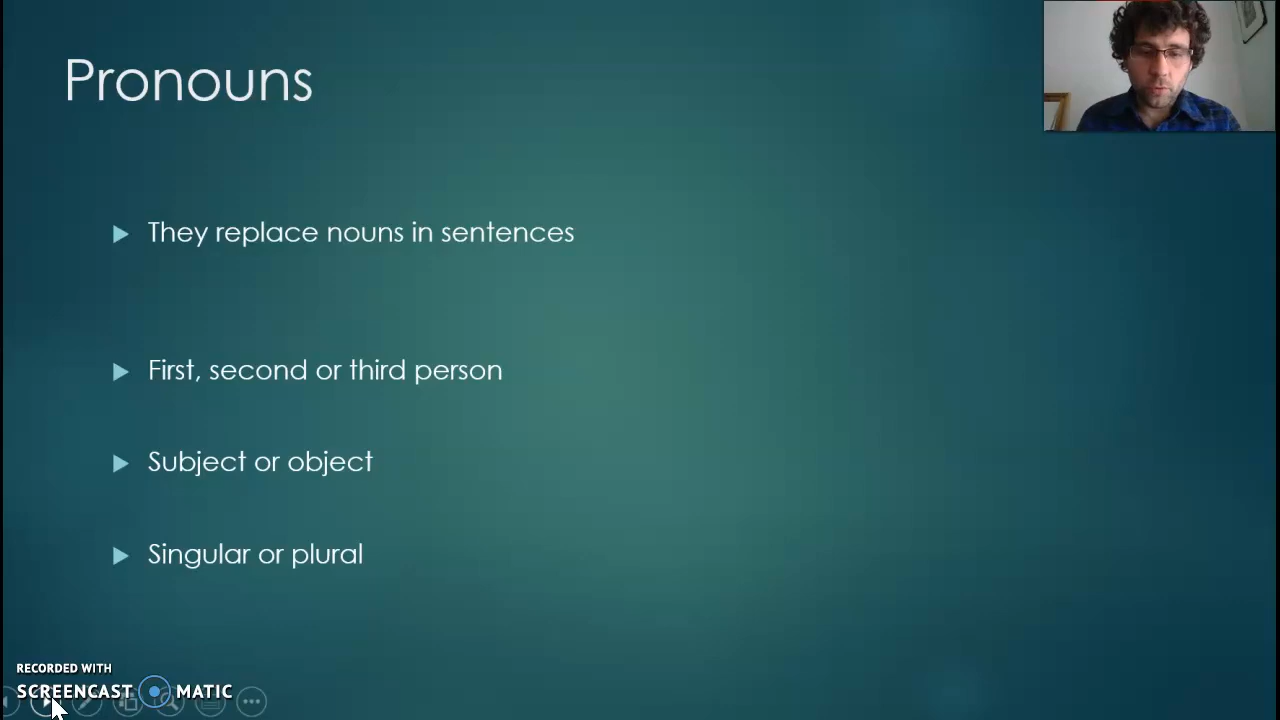 Pronouns
They replace nouns in sentences
First, second or third person
Subject or object
Singular or plural
RECORDED WITH
SCREENCAST MATIC